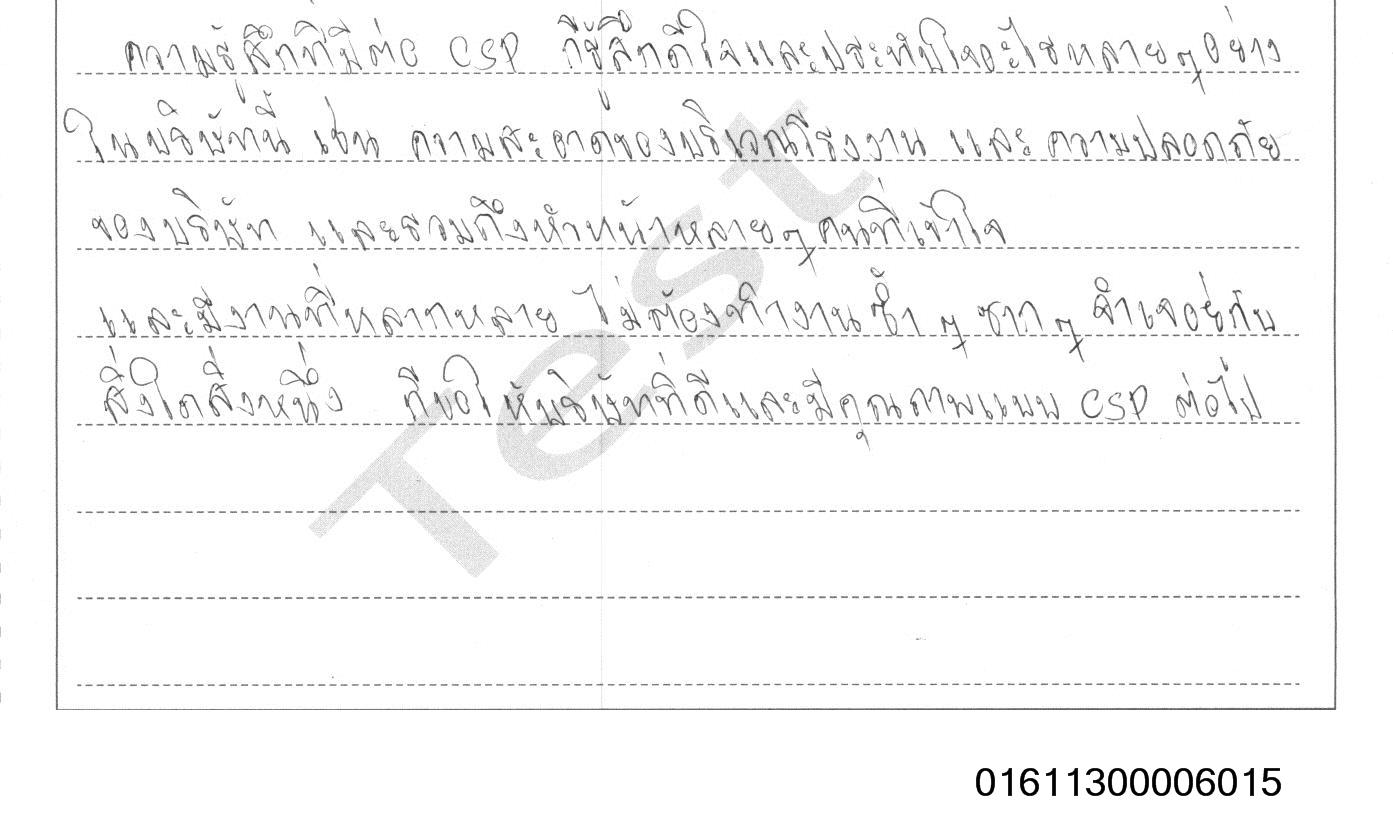 ความรู้สึกที่มีต่อ CSP ก็รู้สึกดีใจและประทับใจอะไรหลายๆอย่าง
ในบริษัทนี้ เช่น ความสะอาดของบริเวณโรงงาน และ ความปลอดภัย
ของบริษัท และรวมถึงหัวหน้าหลายๆคนที่เข้าใจ
และมีงานที่หลากหลาย ไม่ต้องทำงานซ้ำ ๆ ซาก ๆ จำเจอยู่กับ
สิ่งใดสิ่งหนึ่ง ก็ขอให้บริษัทที่ดีและมีคุณภาพแบบ CSP ต่อไป
Test
01611300006015